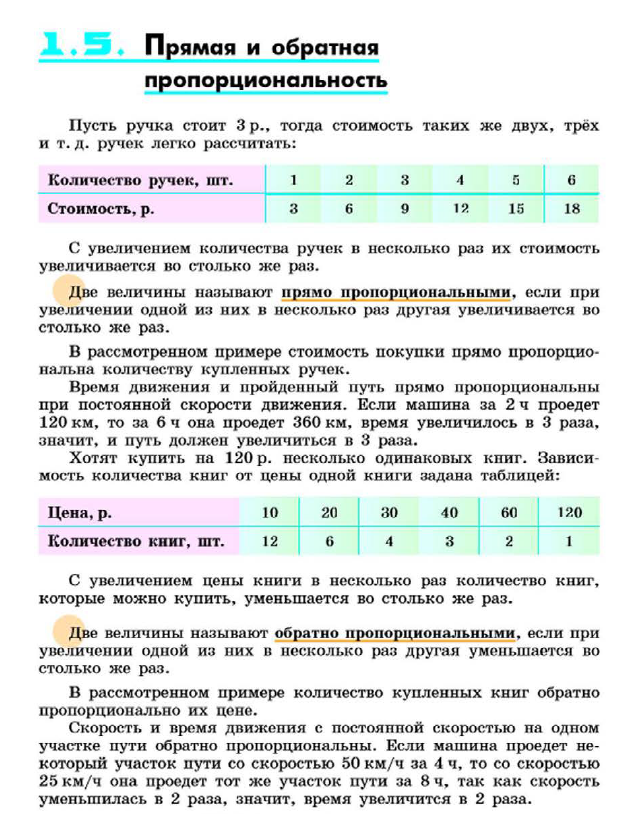 1.5. Прямая и обратная
пропорциональность
Пусть ручка стоит 3 р., тогда стоимость таких же двух, трёх
и т. д. ручек легко рассчитать:
Количество ручек, шт. 1 2 3 4 5 6
Стоимость, р. 3 6 9 12 15 18
С увеличением количества ручек в несколько раз их стоимость
увеличивается во столько же раз.
Две величины называют прямо пропорциональными, если при
увеличении одной из них в несколько раз другая увеличивается во
столько же раз.
В рассмотренном примере стоимость покупки прямо пропорцио-
нальна количеству купленных ручек.
Время движения и пройденный путь прямо пропорциональны
при постоянной скорости движения. Если машина за 2 ч проедет
120 км, то за 6 ч она проедет 360 км, время увеличилось в 3 раза,
значит, и путь должен увеличиться в 3 раза.
Хотят купить на 120 р. несколько одинаковых книг. Зависи-
мость количества книг от цены одной книги задана таблицей:
Цена, р. 10 20 30 40 60 120
Количество книг, шт. 12 6 4 3 2 1
С увеличением цены книги в несколько раз количество книг,
которые можно купить, уменьшается во столько же раз.
Две величины называют обратно пропорциональными, если при
увеличении одной из них в несколько раз другая уменьшается во
столько же раз.
В рассмотренном примере количество купленных книг обратно
пропорционально их цене.
Скорость и время движения с постоянной скоростью на одном
участке пути обратно пропорциональны. Если машина проедет не-
который участок пути со скоростью 50 км/ч за 4 ч, то со скоростью
25 км/ч она проедет тот же участок пути за 8 ч, так как скорость
уменьшилась в 2 раза, значит, время увеличится в 2 раза.